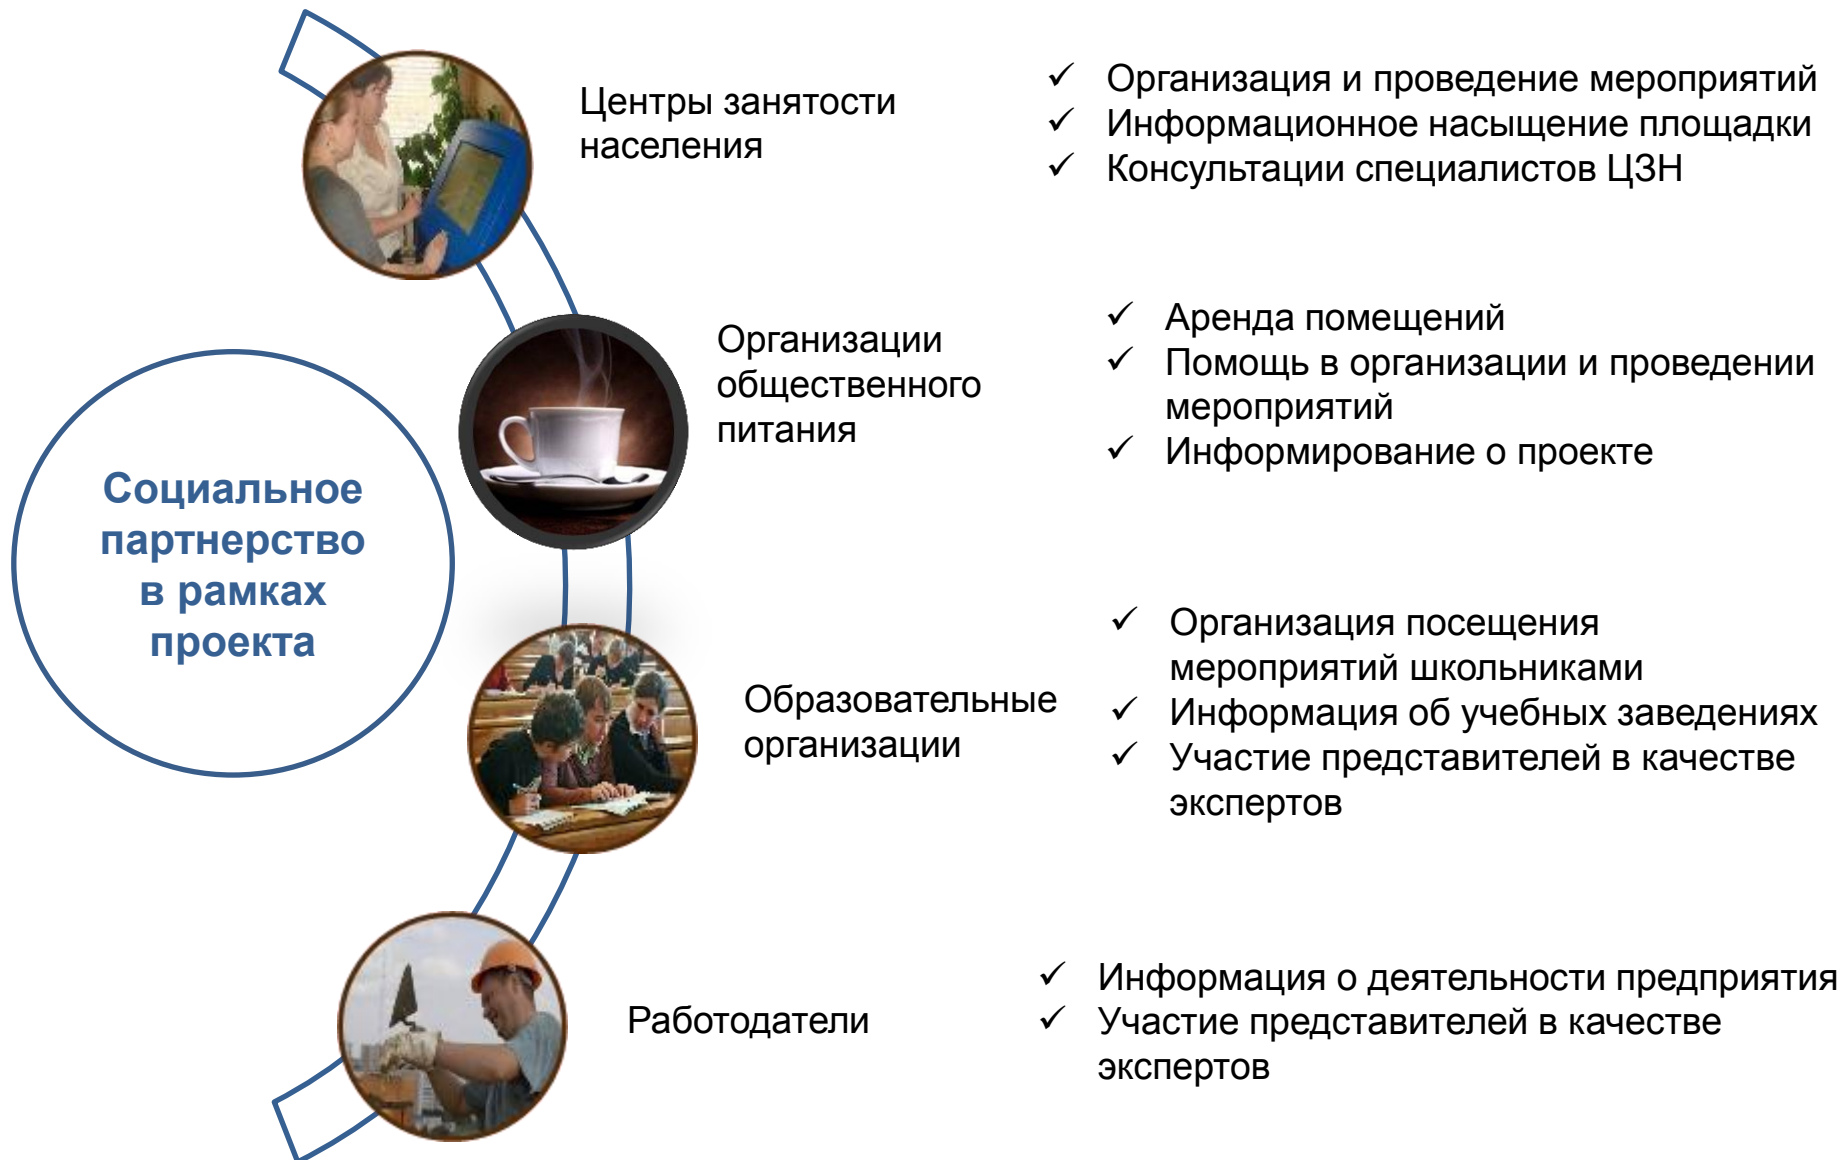 Центры занятости
населения
✓ Организация и проведение мероприятий
✓ Информационное насыщение площадки
✓ Консультации специалистов ЦЗН
Организации
общественного
питания
✓ Аренда помещений
✓ Помощь в организации и проведении
мероприятий
✓ Информирование о проекте
Социальное
партнерство
в рамках
проекта
Образовательные
организации
✓ Организация посещения
мероприятий школьниками
✓ Информация об учебных заведениях
✓ Участие представителей в качестве
экспертов
Работодатели
✓ Информация о деятельности предприятия
✓ Участие представителей в качестве
экспертов